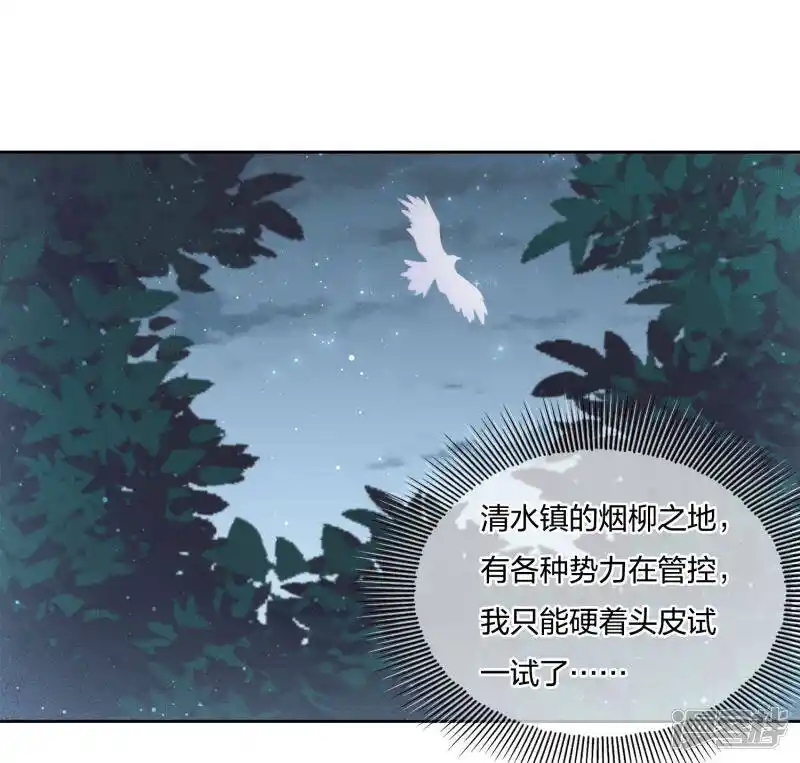 清水镇的烟柳之地，
有各种势力在管控，
我只能硬着头皮试
一试了……